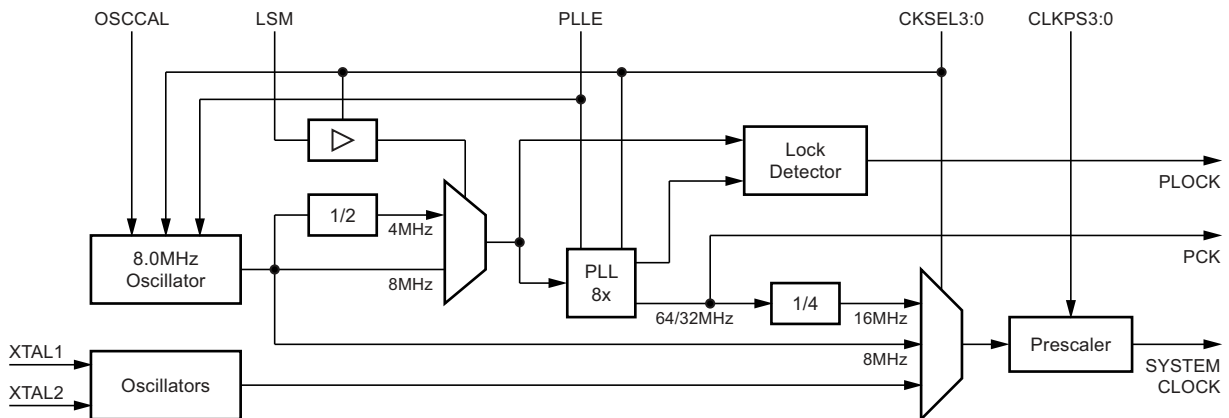 OSCCAL
LSM
PLLE
CKSEL3:0
CLKPS3:0
Lock
Detector
PLOCK
1/2
4MHz
8.0MHz
Oscillator
8MHz
PLL
8x
PCK
64/32MHz
1/4
16MHz
8MHz
Prescaler
SYSTEM
CLOCK
XTAL1
XTAL2
Oscillators